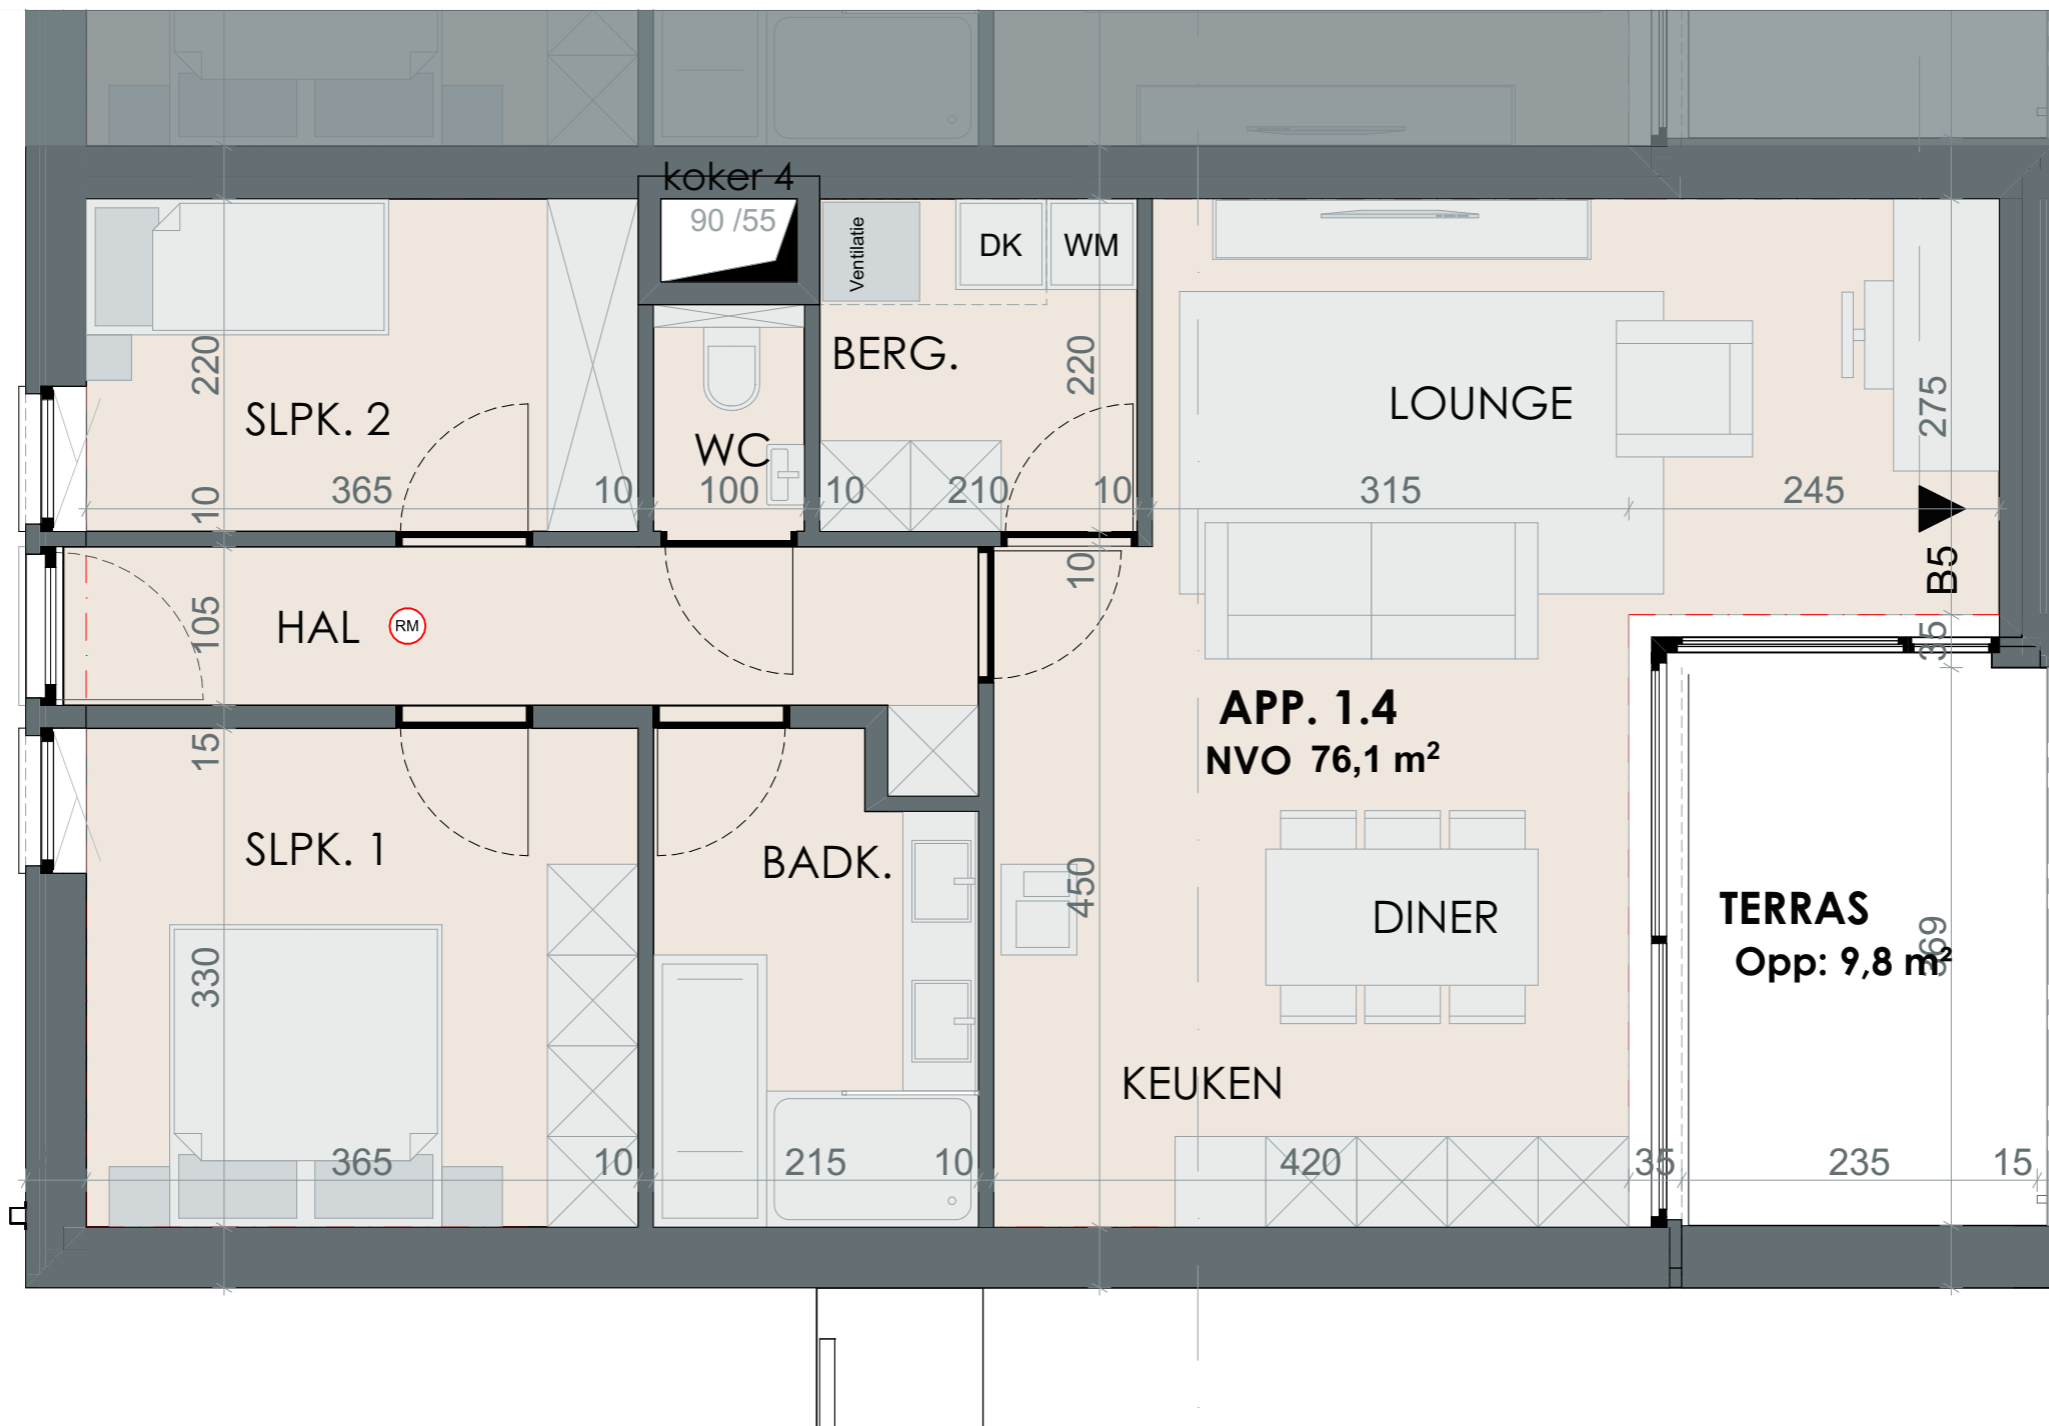 koker 4
90 /55
Ventilatie
DK
WM
BERG.
220
220
LOUNGE
275
SLPK. 2
WC
365
10
100
10
210
10
315
245
10
B5
10
HAL
RM
105
35
15
APP. 1.4
NVO 76,1 m²
SLPK. 1
BADK.
450
DINER
TERRAS
369
Opp: 9,8 m²
330
KEUKEN
365
10
215
10
420
35
235
15